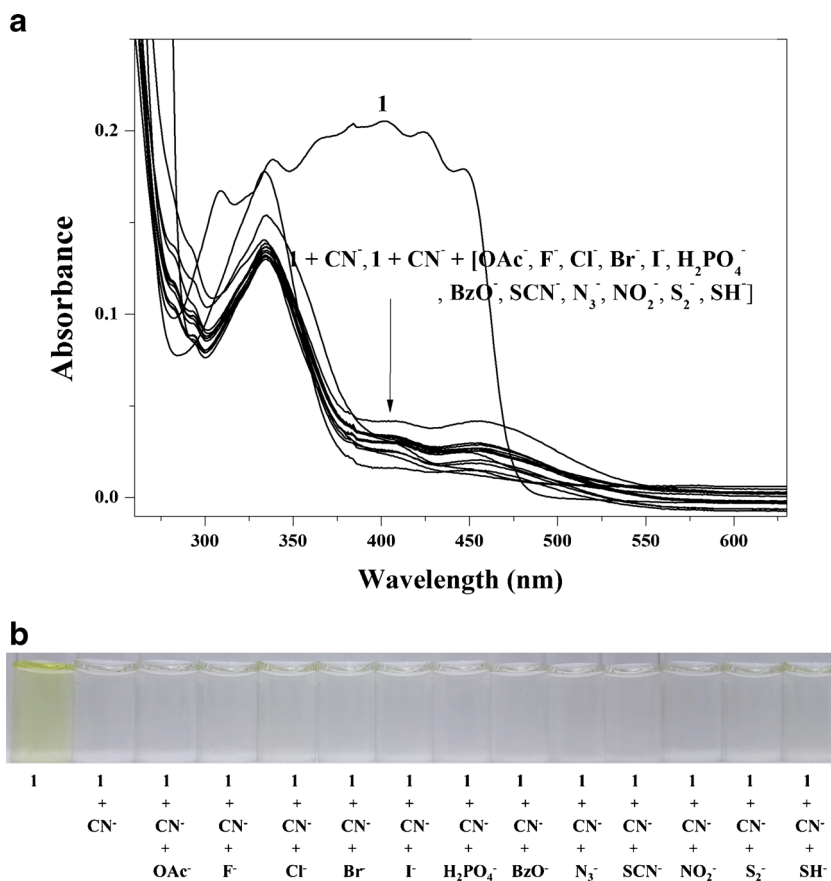 a
1
0.2
1 + CN⁻, 1 + CN⁻ + [OAc⁻, F⁻, Cl⁻, Br⁻, I⁻, H₂PO₄⁻
, BzO⁻, SCN⁻, N₃⁻, NO₂⁻, S₂⁻, SH⁻]
0.1
0.0
Absorbance
300 350 400 450 500 550 600
Wavelength (nm)
b
1 1 1 1 1 1 1 1 1 1 1 1 1 1
+ + + + + + + + + + + + +
CN⁻ CN⁻ CN⁻ CN⁻ CN⁻ CN⁻ CN⁻ CN⁻ CN⁻ CN⁻ CN⁻ CN⁻ CN⁻
+ + + + + + + + + + + +
OAc⁻ F⁻ Cl⁻ Br⁻ I⁻ H₂PO₄⁻ BzO⁻ N₃⁻ SCN⁻ NO₂⁻ S₂⁻ SH⁻